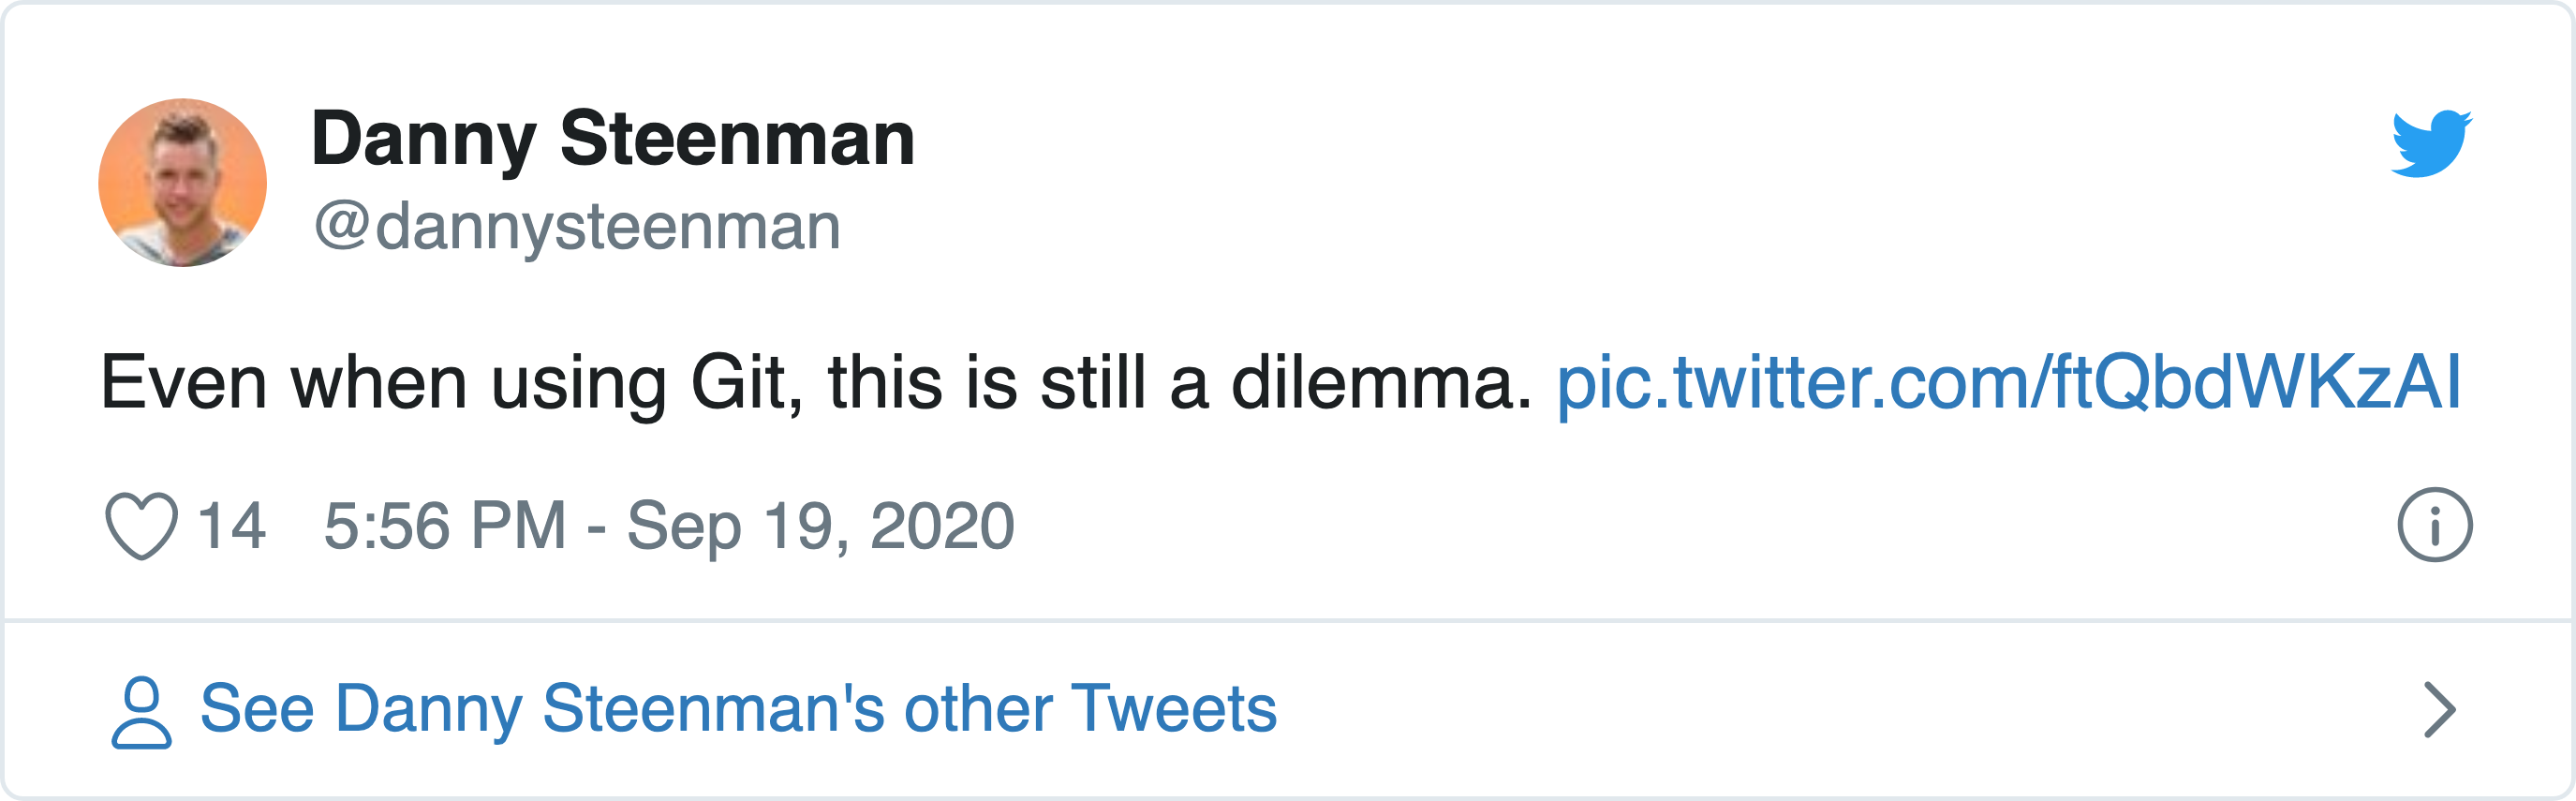 Danny Steenman
@dannysteenman
Even when using Git, this is still a dilemma. pic.twitter.com/ftQbdWKzAI
14 5:56 PM - Sep 19, 2020
See Danny Steenman's other Tweets